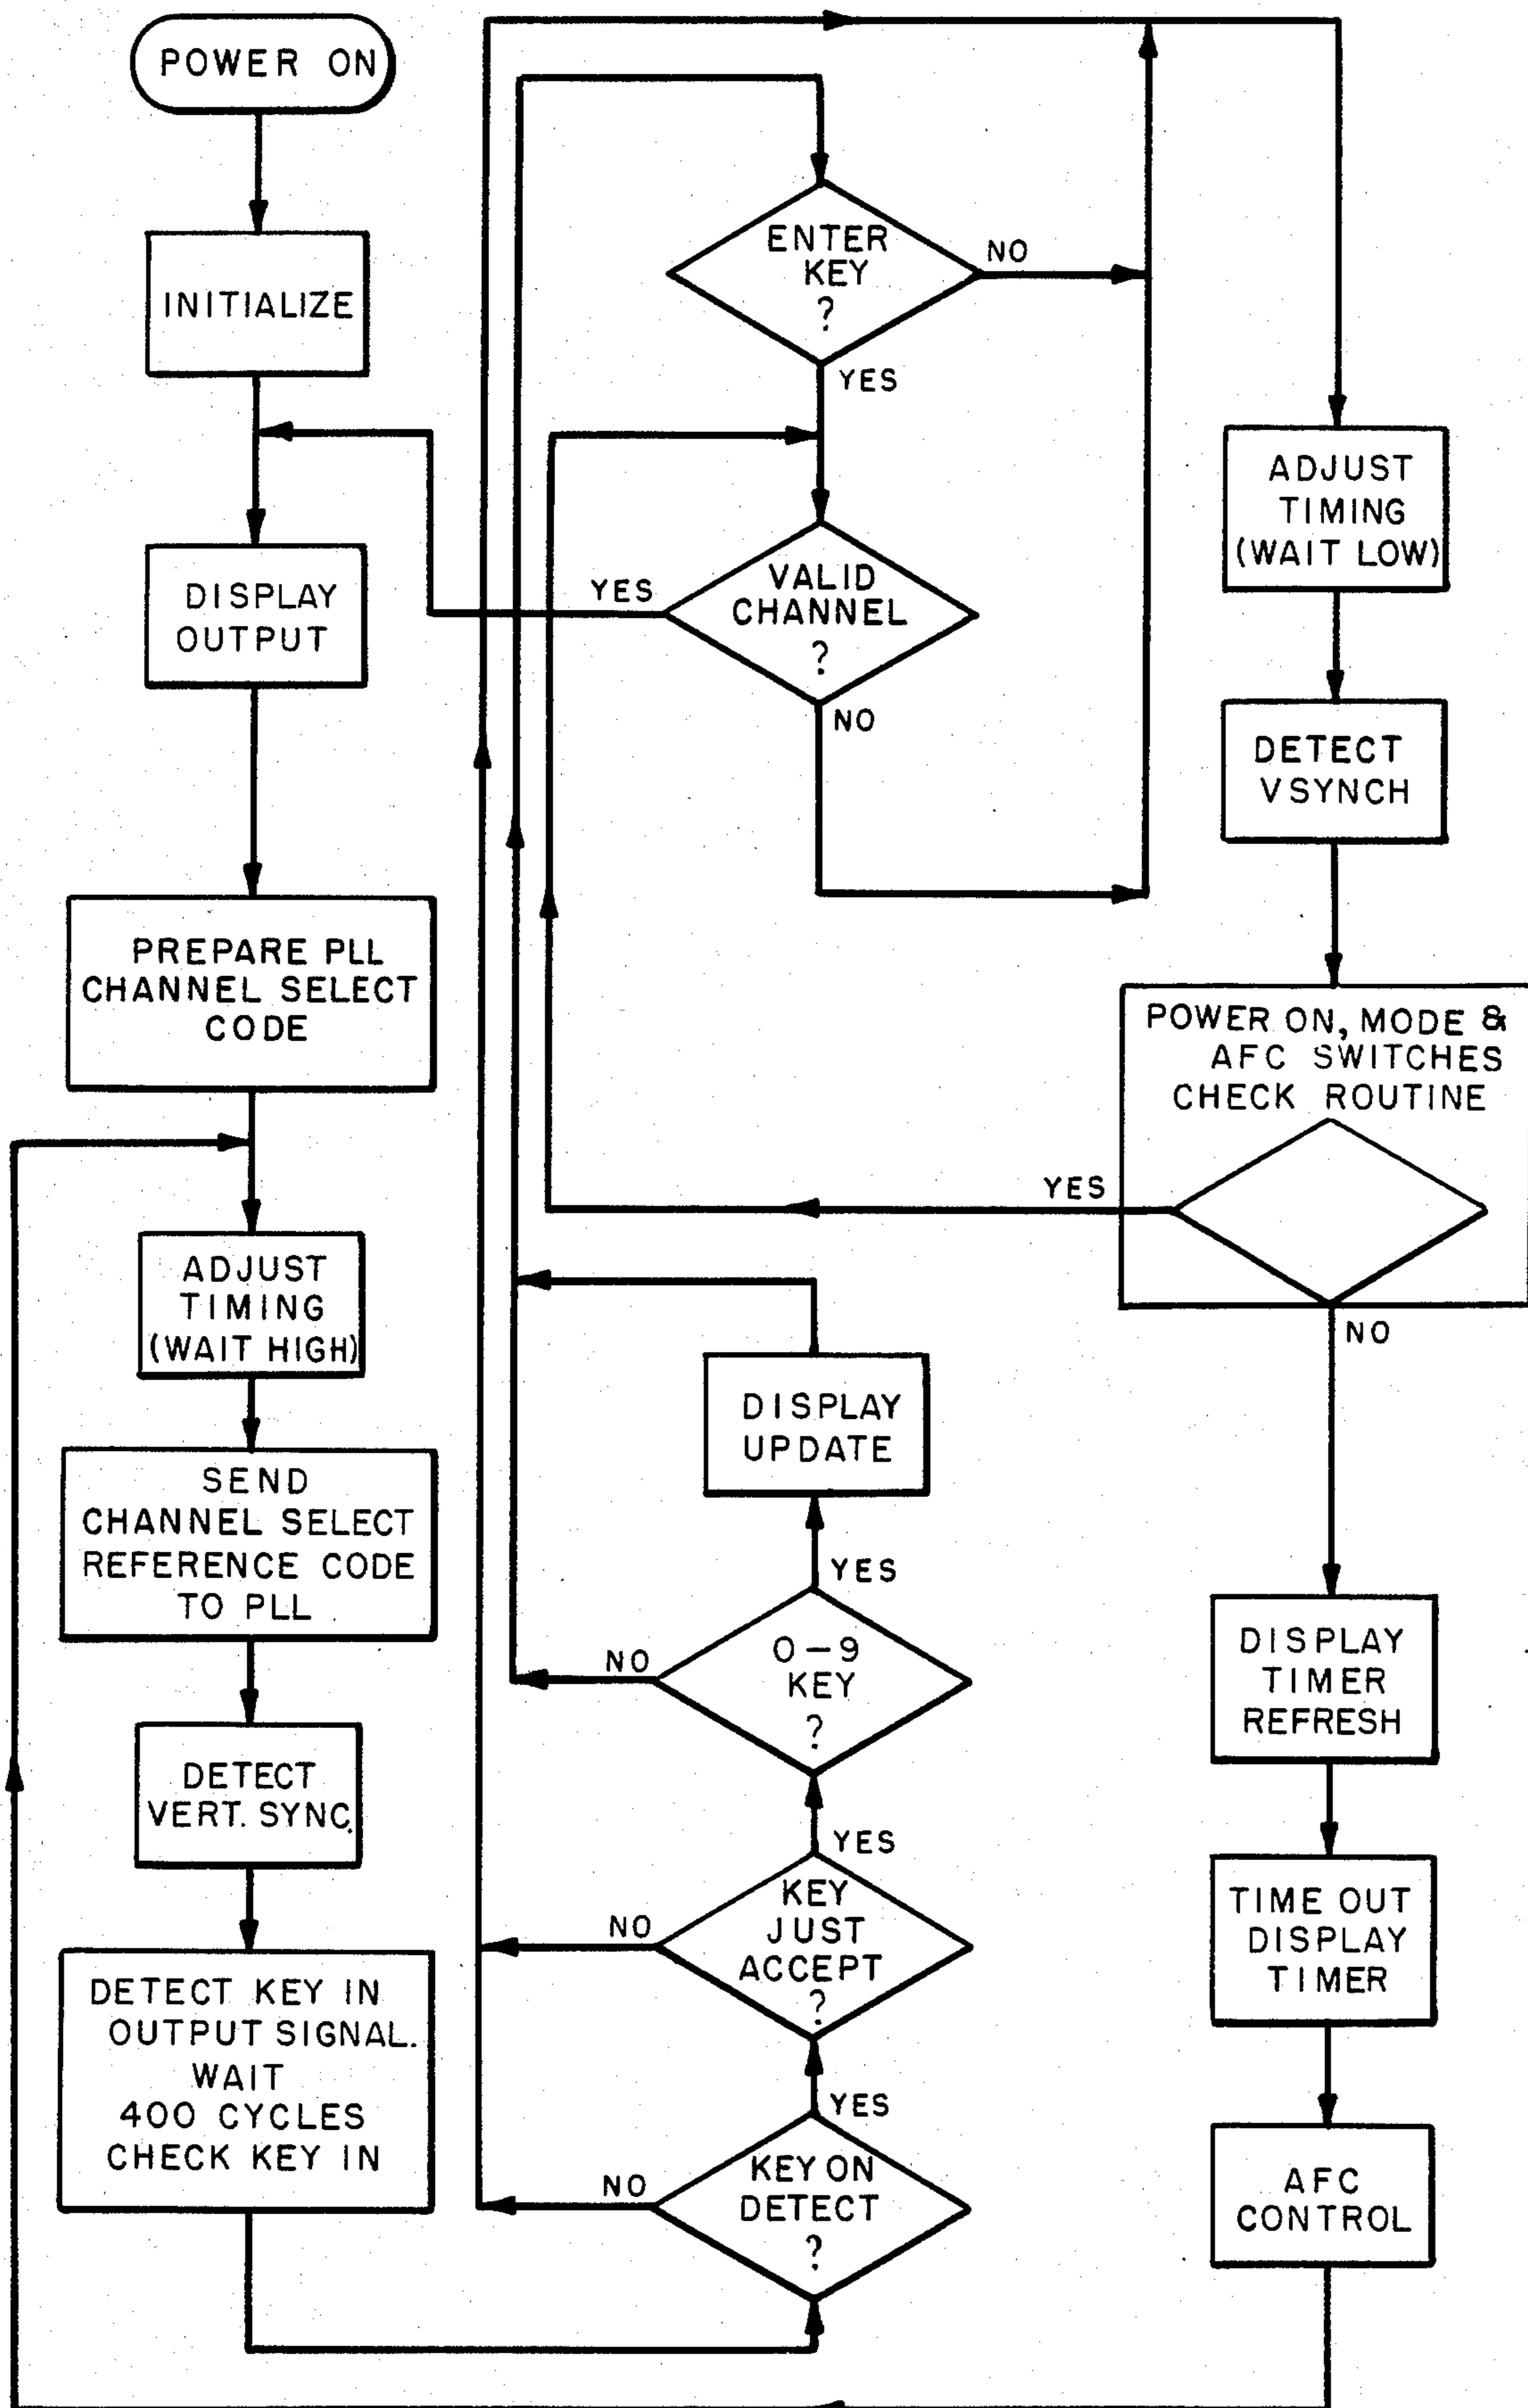 POWER ON
INITIALIZE
DISPLAY
OUTPUT
PREPARE PLL
CHANNEL SELECT
CODE
ADJUST
TIMING
(WAIT HIGH)
SEND
CHANNEL SELECT
REFERENCE CODE
TO PLL
DETECT
VERT. SYNC.
DETECT KEY IN
OUTPUT SIGNAL.
WAIT
400 CYCLES
CHECK KEY IN
ENTER
KEY
?
NO
YES
VALID
CHANNEL
?
YES
NO
DISPLAY
UPDATE
YES
0-9
KEY
?
NO
YES
KEY
JUST
ACCEPT
?
NO
YES
KEY ON
DETECT
?
NO
ADJUST
TIMING
(WAIT LOW)
DETECT
VSYNCH
POWER ON, MODE &
AFC SWITCHES
CHECK ROUTINE
YES
NO
DISPLAY
TIMER
REFRESH
TIME OUT
DISPLAY
TIMER
AFC
CONTROL